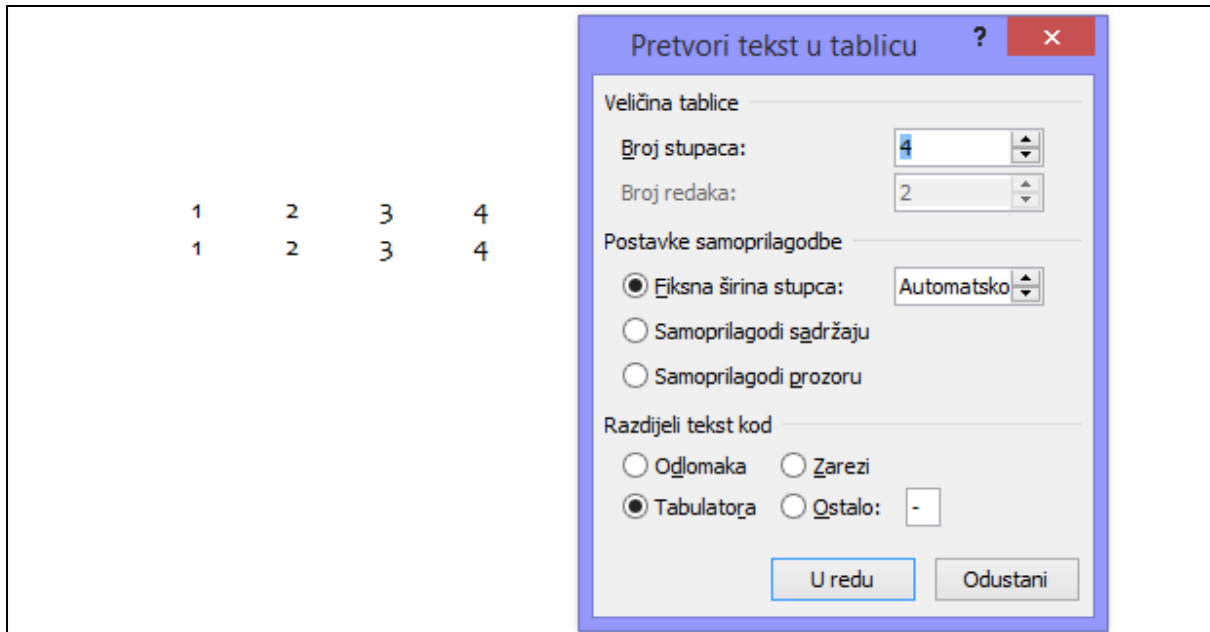 1 2 3 4
1 2 3 4
Pretvori tekst u tablicu ?
Veličina tablice
Broj stupaca: 4
Broj redaka: 2
Postavke samoprilagodbe
Fiksna širina stupca: Automatsko
Samoprilagodi sadržaju
Samoprilagodi prozoru
Razdijeli tekst kod
Odlomaka Zarezi
Tabulatora Ostalo: -
U redu Odustani